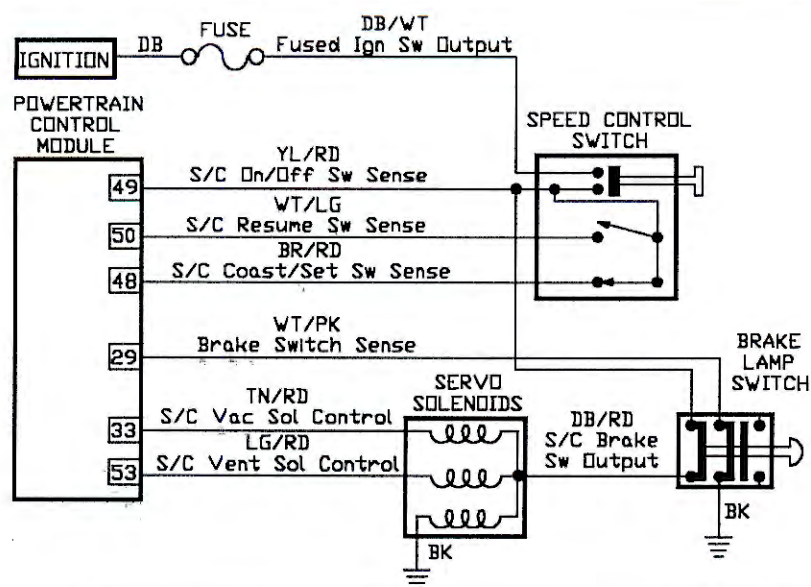 DB/WT
FUSE
DB
IGNITION
Fused Ign Sw Output
POWERTRAIN
CONTROL
MODULE
SPEED CONTROL
SWITCH
YL/RD
49
S/C On/Off Sw Sense
WT/LG
50
S/C Resume Sw Sense
BR/RD
48
S/C Coast/Set Sw Sense
WT/PK
29
Brake Switch Sense
BRAKE
LAMP
SWITCH
TN/RD
SERVO
SOLENOIDS
33
S/C Vac Sol Control
DB/RD
S/C Brake
Sw Output
LG/RD
53
S/C Vent Sol Control
BK
BK